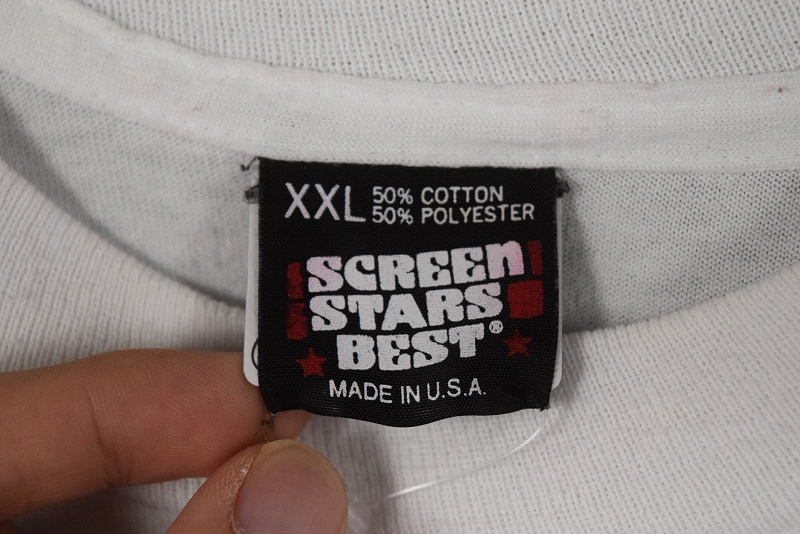 XXL 50% COTTON
50% POLYESTER
SCREEN
STARS
BEST®
MADE IN U.S.A.